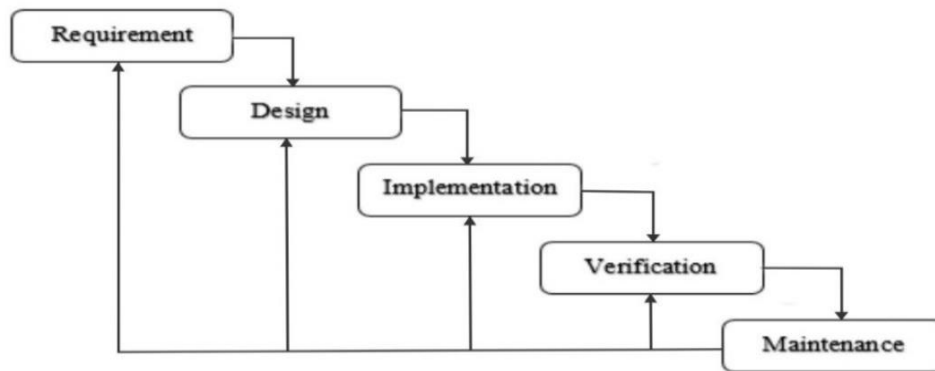 Requirement
Design
Implementation
Verification
Maintenance